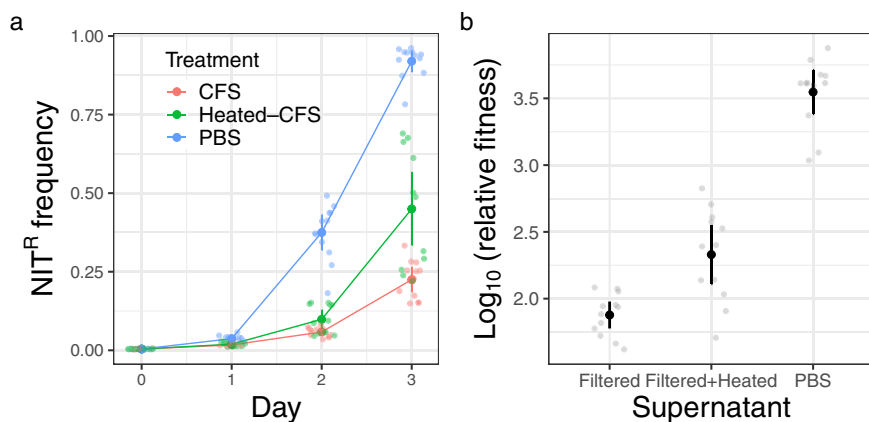 a
NIT^R frequency
1.00
0.75
0.50
0.25
0.00
Treatment
CFS
Heated–CFS
PBS
0 1 2 3
Day
b
Log₁₀ (relative fitness)
3.5
3.0
2.5
2.0
Filtered Filtered+Heated PBS
Supernatant